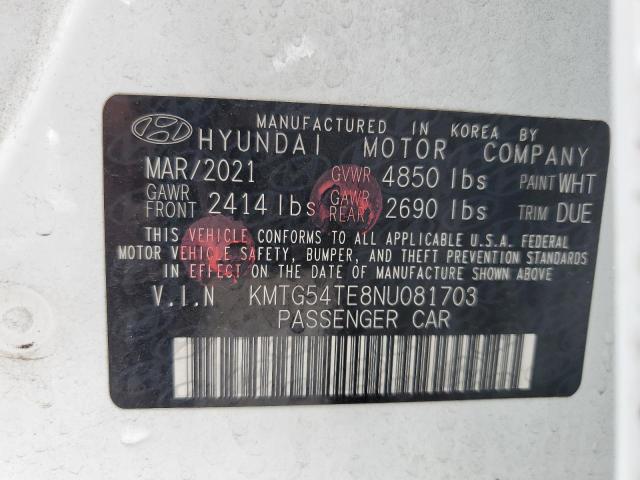 MANUFACTURED IN KOREA BY
HYUNDAI MOTOR COMPANY
MAR/2021 GVWR 4850 lbs PAINT WHT
GAWR FRONT 2414 lbs GAWR REAR 2690 lbs TRIM DUE
THIS VEHICLE CONFORMS TO ALL APPLICABLE U.S.A. FEDERAL
MOTOR VEHICLE SAFETY, BUMPER, AND THEFT PREVENTION STANDARDS
IN EFFECT ON THE DATE OF MANUFACTURE SHOWN ABOVE.
V.I.N KMTG54TE8NU081703
PASSENGER CAR